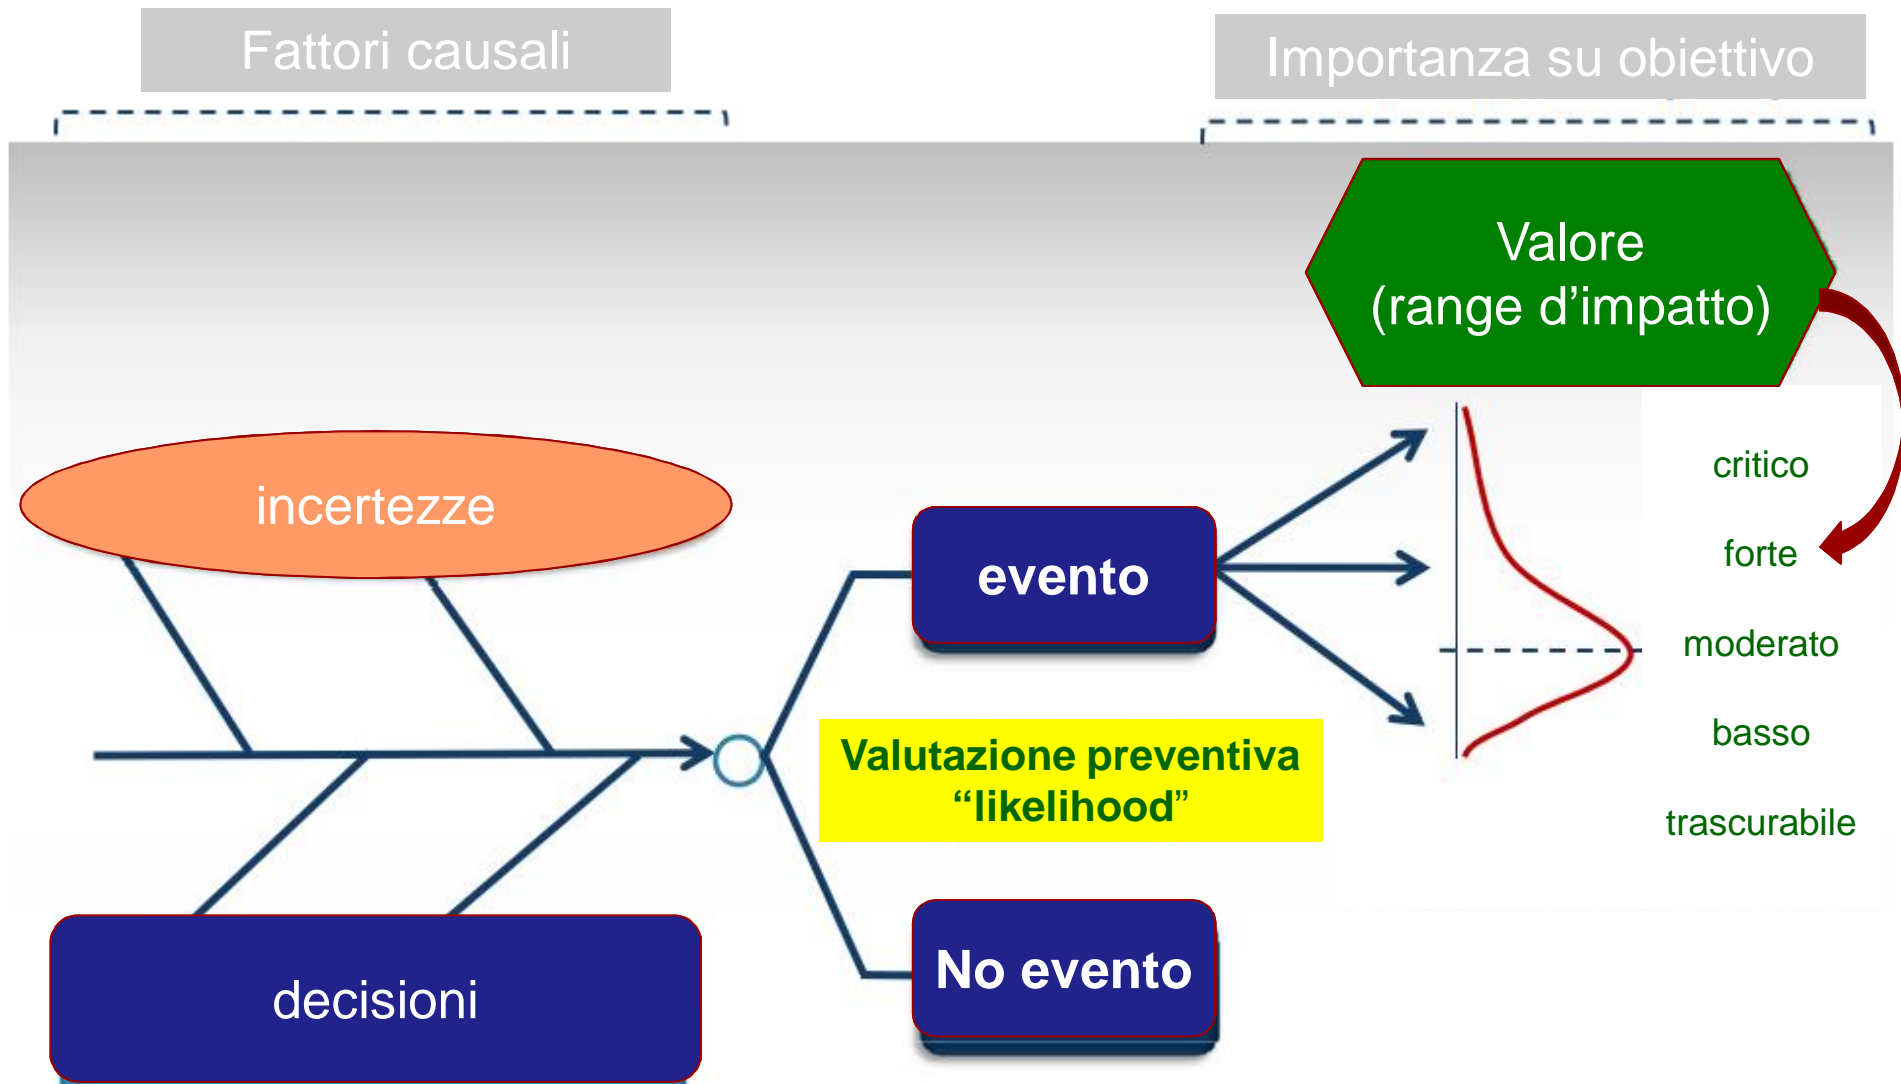 Fattori causali
Importanza su obiettivo
Valore
(range d’impatto)
incertezze
evento
critico
forte
moderato
basso
trascurabile
Valutazione preventiva
“likelihood”
No evento
decisioni